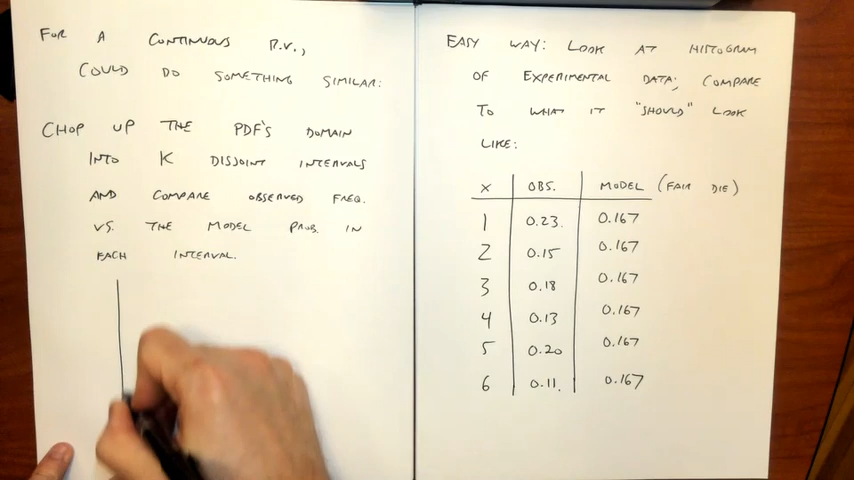 FOR A CONTINUOUS R.V.,
COULD DO SOMETHING SIMILAR:
CHOP UP THE PDF'S DOMAIN
INTO K DISJOINT INTERVALS
AND COMPARE OBSERVED FREQ.
VS. THE MODEL PROB. IN
EACH INTERVAL.
EASY WAY: LOOK AT HISTOGRAM
OF EXPERIMENTAL DATA; COMPARE
TO WHAT IT "SHOULD" LOOK
LIKE:
X OBS. MODEL (FAIR DIE)
1 0.23. 0.167
2 0.15 0.167
3 0.18 0.167
4 0.13 0.167
5 0.20 0.167
6 0.11. 0.167